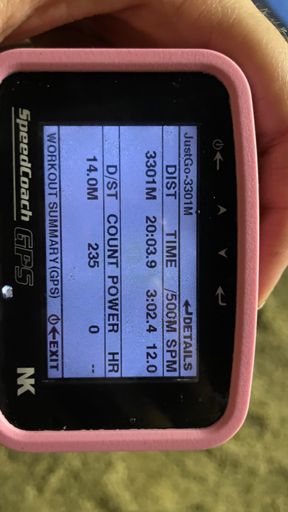 JustGo-3301M ↵DETAILS
DIST TIME /500M SPM
3301M 20:03.9 3:02.4 12.0
D/ST COUNT POWER HR
14.0M 235 0 --
WORKOUT SUMMARY (GPS) ←EXIT
SpeedCoach GPS NK